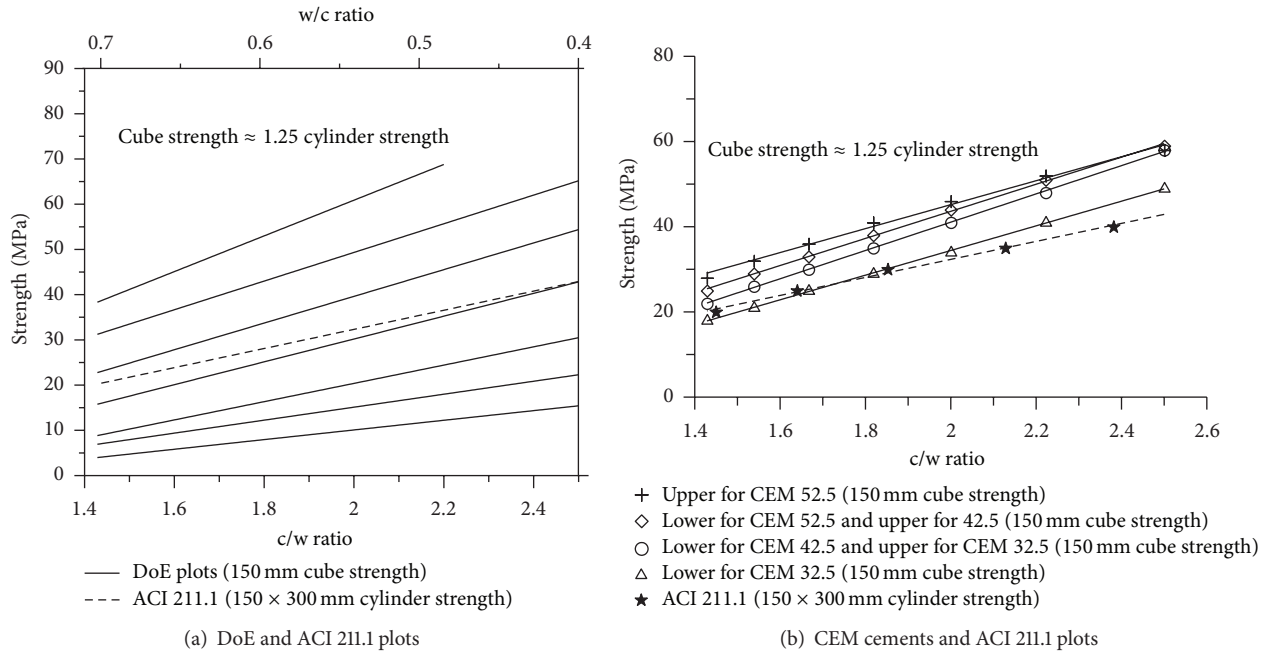 w/c ratio
0.7 0.6 0.5 0.4
90
80
70
60
50
40
30
20
10
0
Strength (MPa)
Cube strength ≈ 1.25 cylinder strength
1.4 1.6 1.8 2 2.2 2.4
c/w ratio
DoE plots (150 mm cube strength)
ACI 211.1 (150 × 300 mm cylinder strength)
(a) DoE and ACI 211.1 plots
80
60
40
20
0
Strength (MPa)
Cube strength ≈ 1.25 cylinder strength
1.4 1.6 1.8 2 2.2 2.4 2.6
c/w ratio
Upper for CEM 52.5 (150 mm cube strength)
Lower for CEM 52.5 and upper for 42.5 (150 mm cube strength)
Lower for CEM 42.5 and upper for CEM 32.5 (150 mm cube strength)
Lower for CEM 32.5 (150 mm cube strength)
ACI 211.1 (150 × 300 mm cylinder strength)
(b) CEM cements and ACI 211.1 plots